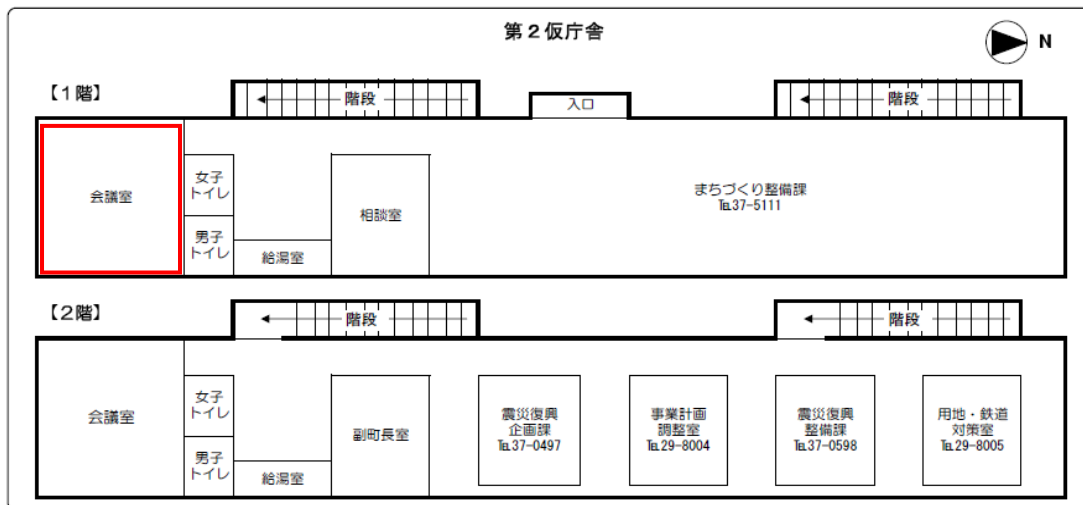 第2仮庁舎
N
【1階】
階段
入口
階段
会議室
女子
トイレ
男子
トイレ
給湯室
相談室
まちづくり整備課
℡37-5111
【2階】
階段
階段
会議室
女子
トイレ
男子
トイレ
給湯室
副町長室
震災復興
企画課
℡37-0497
事業計画
調整室
℡29-8004
震災復興
整備課
℡37-0598
用地・鉄道
対策室
℡29-8005